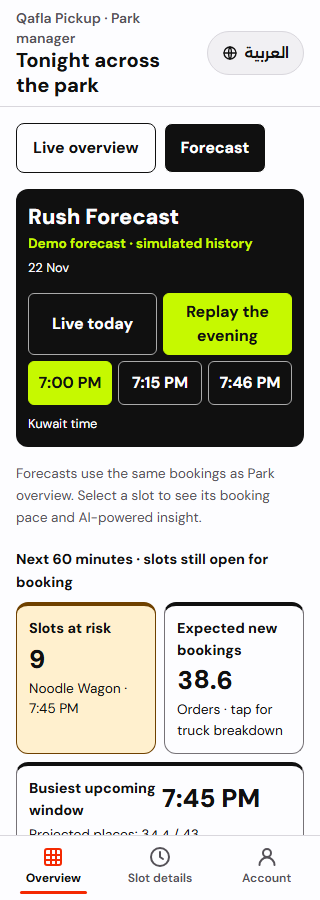 Qafla Pickup · Park
manager
Tonight across
the park
العربية
Live overview
Forecast
Rush Forecast
Demo forecast · simulated history
22 Nov
Live today
Replay the
evening
7:00 PM
7:15 PM
7:46 PM
Kuwait time
Forecasts use the same bookings as Park
overview. Select a slot to see its booking
pace and AI-powered insight.
Next 60 minutes · slots still open for
booking
Slots at risk
9
Noodle Wagon ·
7:45 PM
Expected new
bookings
38.6
Orders · tap for
truck breakdown
Busiest upcoming
window
7:45 PM
Projected places: 34.4 / 43
Overview
Slot details
Account